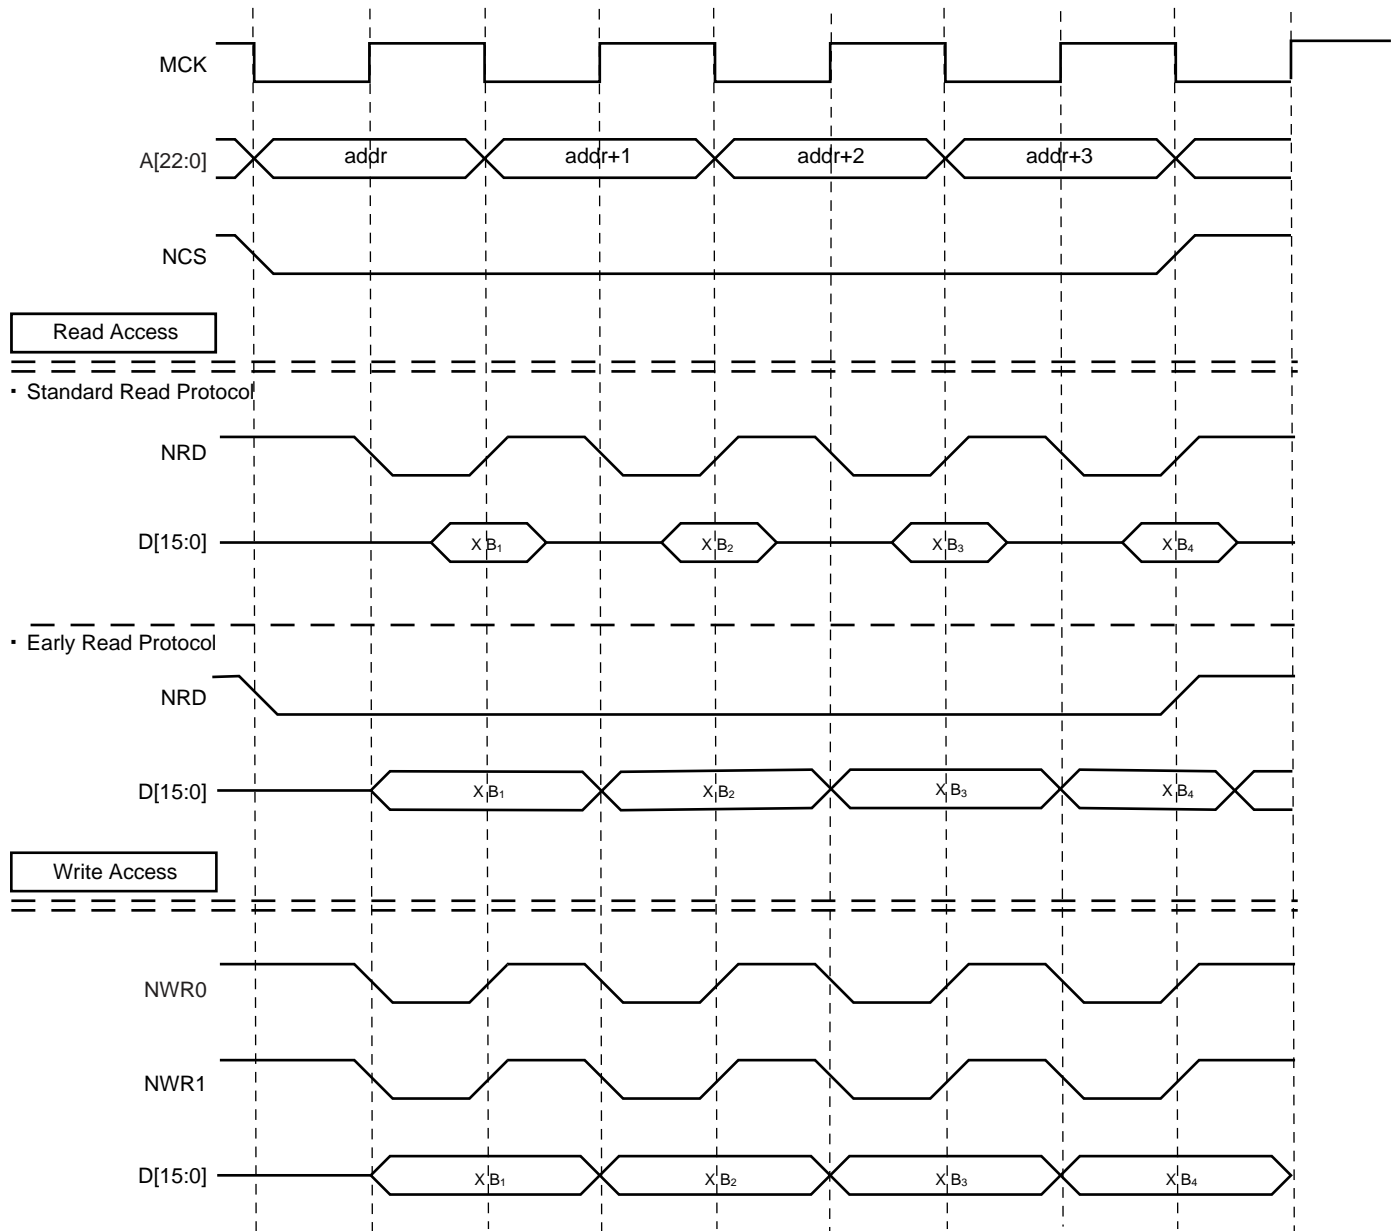 MCK
A[22:0]
addr addr+1 addr+2 addr+3
NCS
Read Access
· Standard Read Protocol
NRD
D[15:0]
X B₁ X B₂ X B₃ X B₄
· Early Read Protocol
NRD
D[15:0]
X B₁ X B₂ X B₃ X B₄
Write Access
NWR0
NWR1
D[15:0]
X B₁ X B₂ X B₃ X B₄